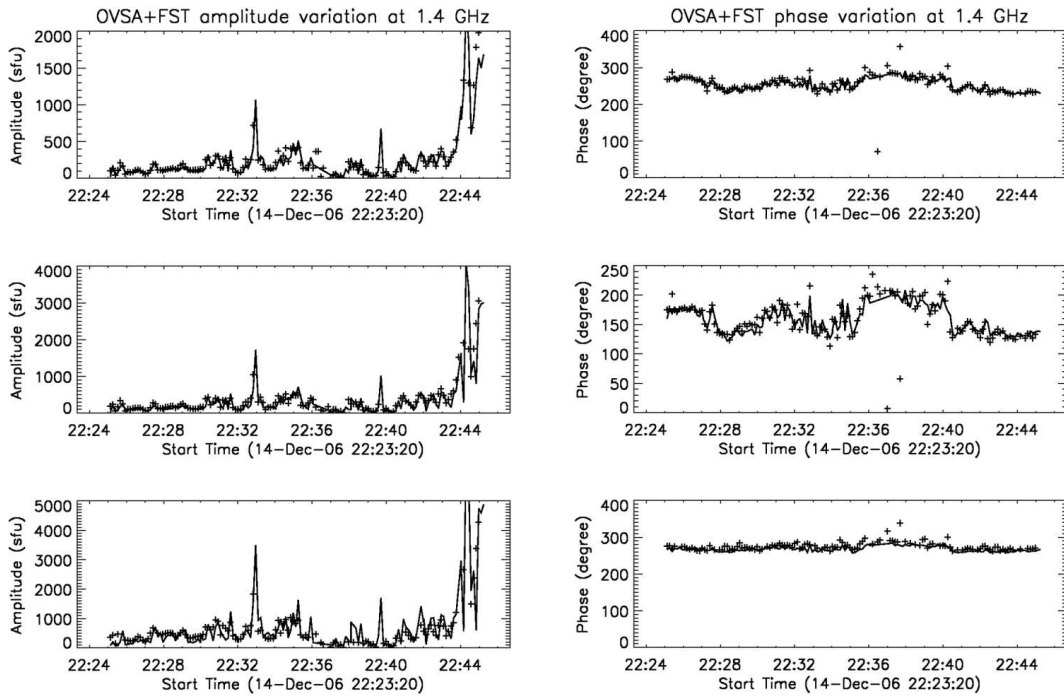 OVSA+FST amplitude variation at 1.4 GHz
Amplitude (sfu)
2000
1500
1000
500
0
22:24 22:28 22:32 22:36 22:40 22:44
Start Time (14-Dec-06 22:23:20)
OVSA+FST phase variation at 1.4 GHz
Phase (degree)
400
300
200
100
0
22:24 22:28 22:32 22:36 22:40 22:44
Start Time (14-Dec-06 22:23:20)
Amplitude (sfu)
4000
3000
2000
1000
0
22:24 22:28 22:32 22:36 22:40 22:44
Start Time (14-Dec-06 22:23:20)
Phase (degree)
250
200
150
100
50
0
22:24 22:28 22:32 22:36 22:40 22:44
Start Time (14-Dec-06 22:23:20)
Amplitude (sfu)
5000
4000
3000
2000
1000
0
22:24 22:28 22:32 22:36 22:40 22:44
Start Time (14-Dec-06 22:23:20)
Phase (degree)
400
300
200
100
0
22:24 22:28 22:32 22:36 22:40 22:44
Start Time (14-Dec-06 22:23:20)